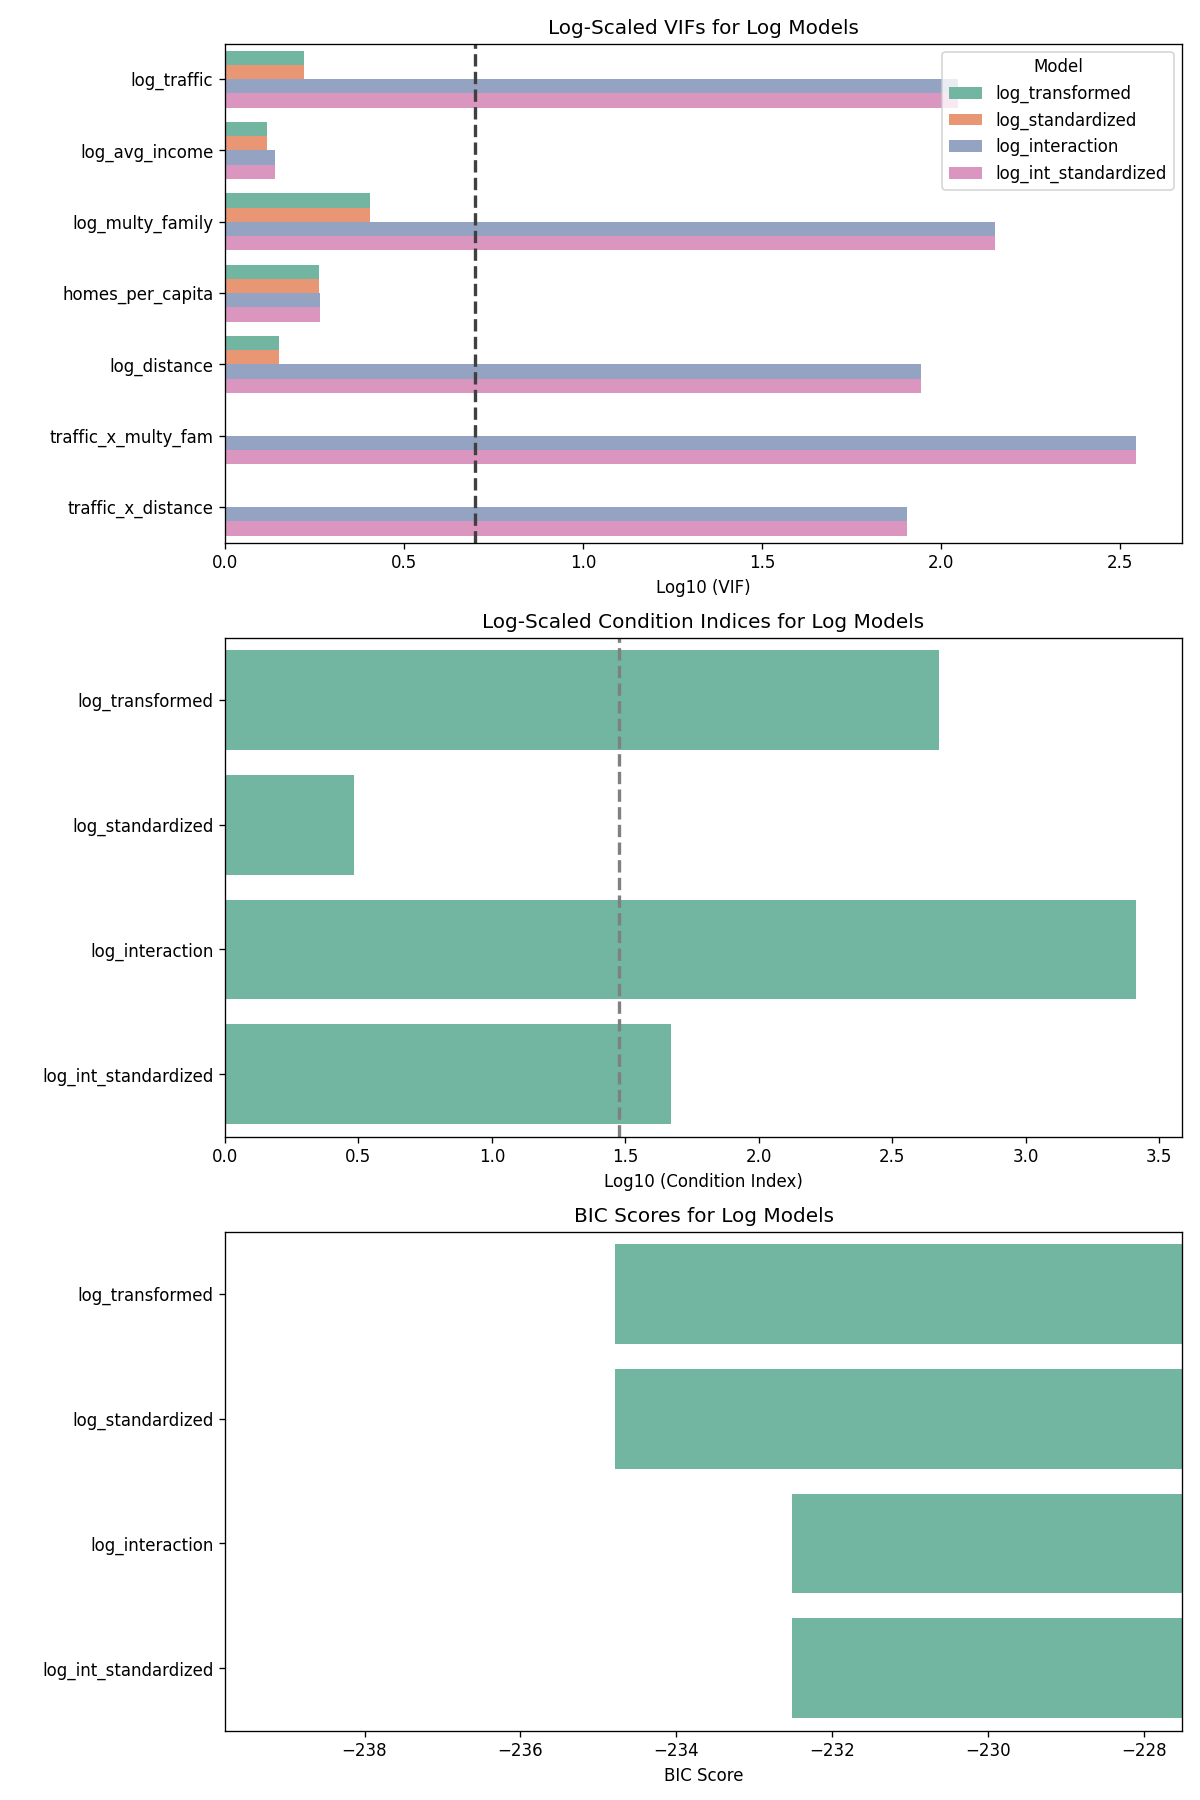 Log-Scaled VIFs for Log Models
log_traffic
log_avg_income
log_multy_family
homes_per_capita
log_distance
traffic_x_multy_fam
traffic_x_distance
Model
log_transformed
log_standardized
log_interaction
log_int_standardized
0.0 0.5 1.0 1.5 2.0 2.5
Log10 (VIF)
Log-Scaled Condition Indices for Log Models
log_transformed
log_standardized
log_interaction
log_int_standardized
0.0 0.5 1.0 1.5 2.0 2.5 3.0 3.5
Log10 (Condition Index)
BIC Scores for Log Models
log_transformed
log_standardized
log_interaction
log_int_standardized
−238 −236 −234 −232 −230 −228
BIC Score